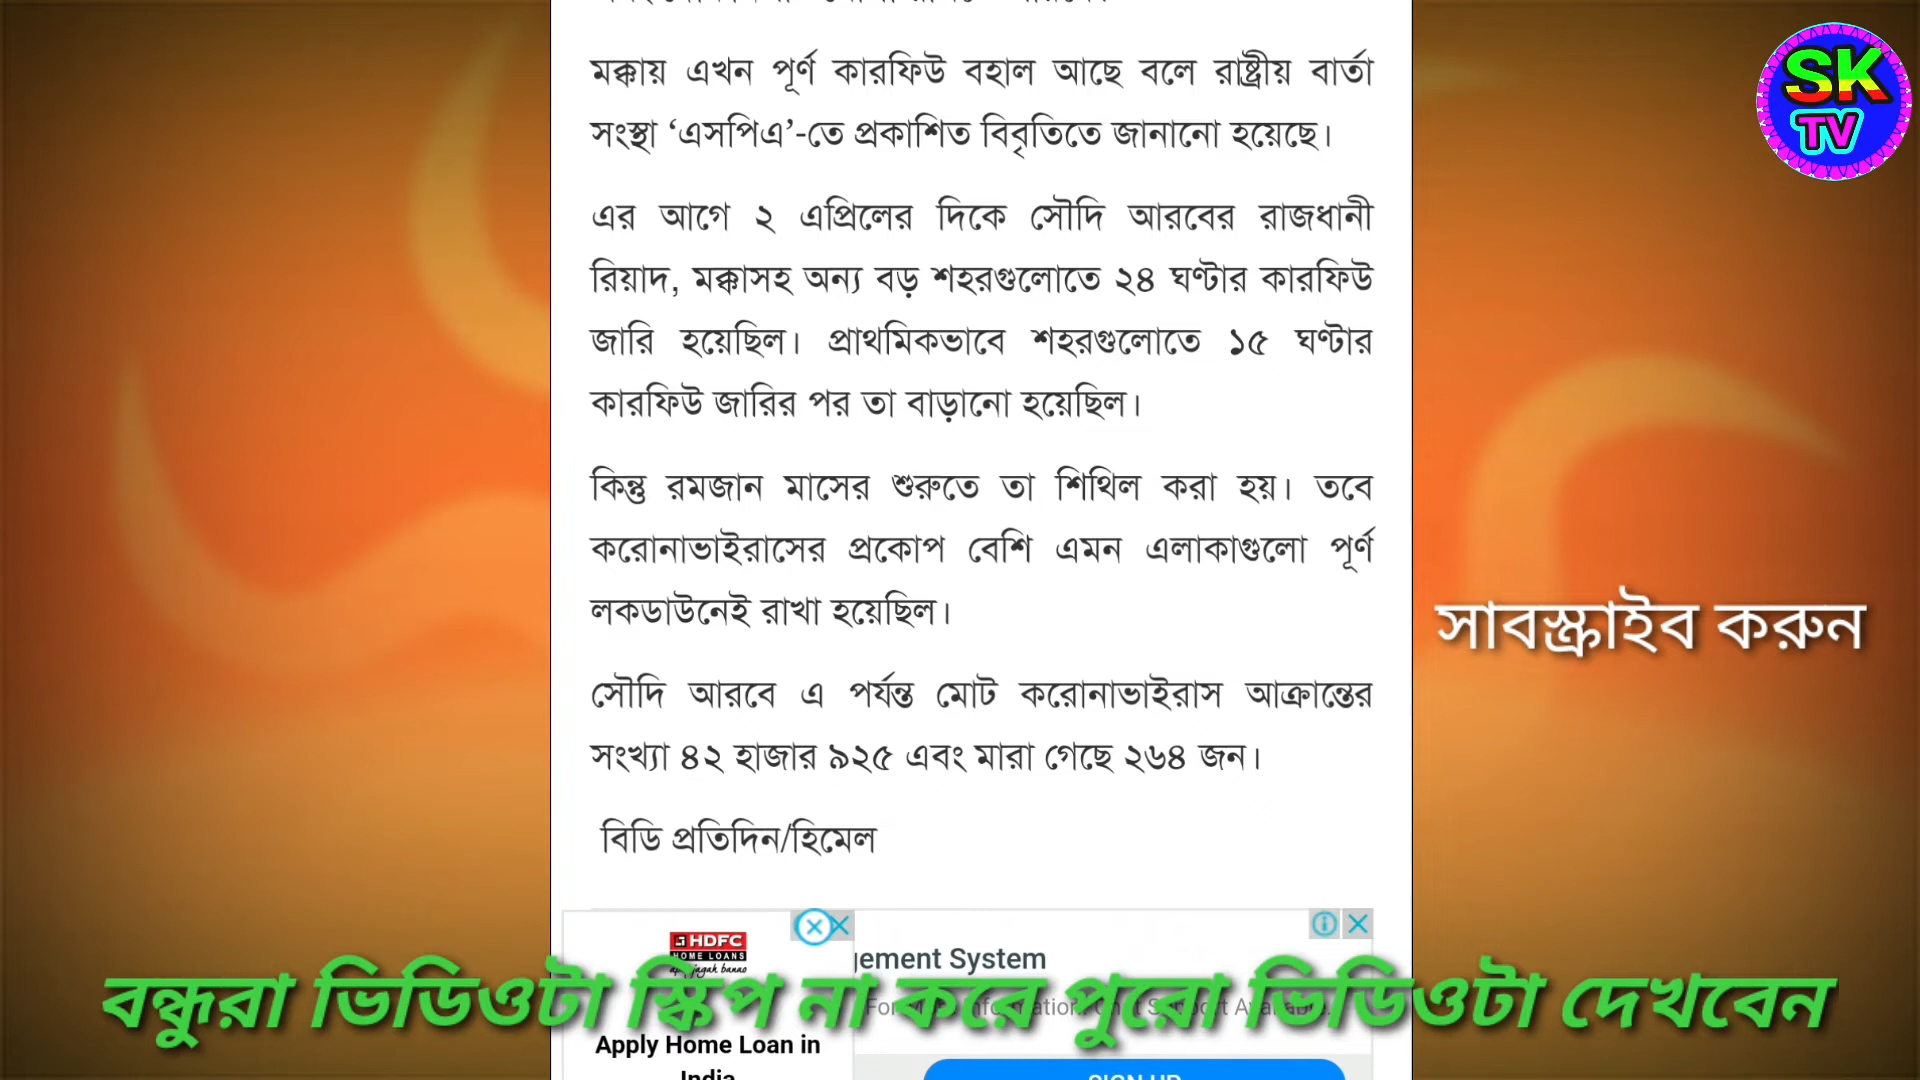 মক্কায় এখন পূর্ণ কারফিউ বহাল আছে বলে রাষ্ট্রীয় বার্তা
সংস্থা ‘এসপিএ’-তে প্রকাশিত বিবৃতিতে জানানো হয়েছে।
এর আগে ২ এপ্রিলের দিকে সৌদি আরবের রাজধানী
রিয়াদ, মক্কাসহ অন্য বড় শহরগুলোতে ২৪ ঘণ্টার কারফিউ
জারি হয়েছিল। প্রাথমিকভাবে শহরগুলোতে ১৫ ঘণ্টার
কারফিউ জারির পর তা বাড়ানো হয়েছিল।
কিন্তু রমজান মাসের শুরুতে তা শিথিল করা হয়। তবে
করোনাভাইরাসের প্রকোপ বেশি এমন এলাকাগুলো পূর্ণ
লকডাউনেই রাখা হয়েছিল।
সৌদি আরবে এ পর্যন্ত মোট করোনাভাইরাস আক্রান্তের
সংখ্যা ৪২ হাজার ৯২৫ এবং মারা গেছে ২৬৪ জন।
বিডি প্রতিদিন/হিমেল
SK
TV
সাবস্ক্রাইব করুন
HDFC
HOME LOANS
System
বন্ধুরা ভিডিওটা স্কিপ না করে পুরো ভিডিওটা দেখবেন
Apply Home Loan in
India
SIGN UP